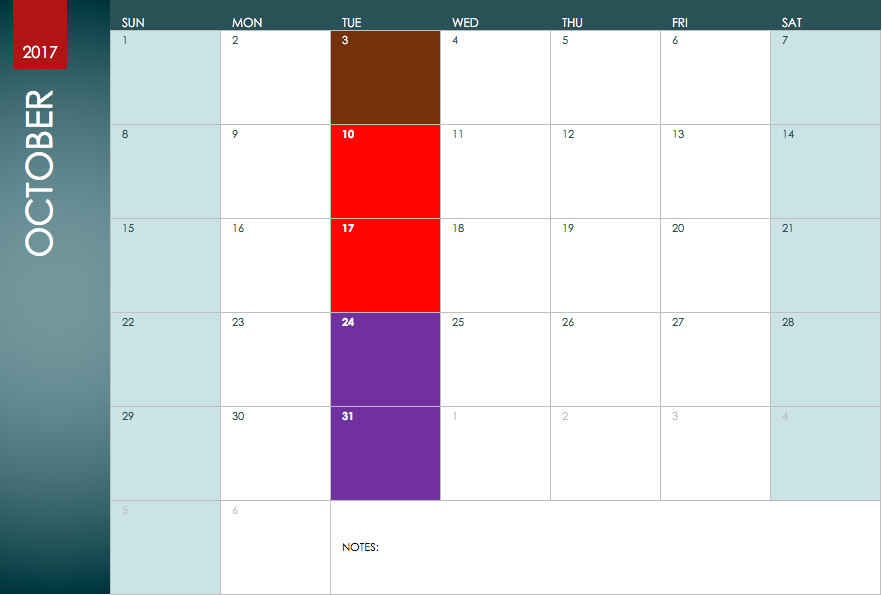 2017
OCTOBER
SUN MON TUE WED THU FRI SAT
1 2 3 4 5 6 7
8 9 10 11 12 13 14
15 16 17 18 19 20 21
22 23 24 25 26 27 28
29 30 31 1 2 3 4
5 6
NOTES: